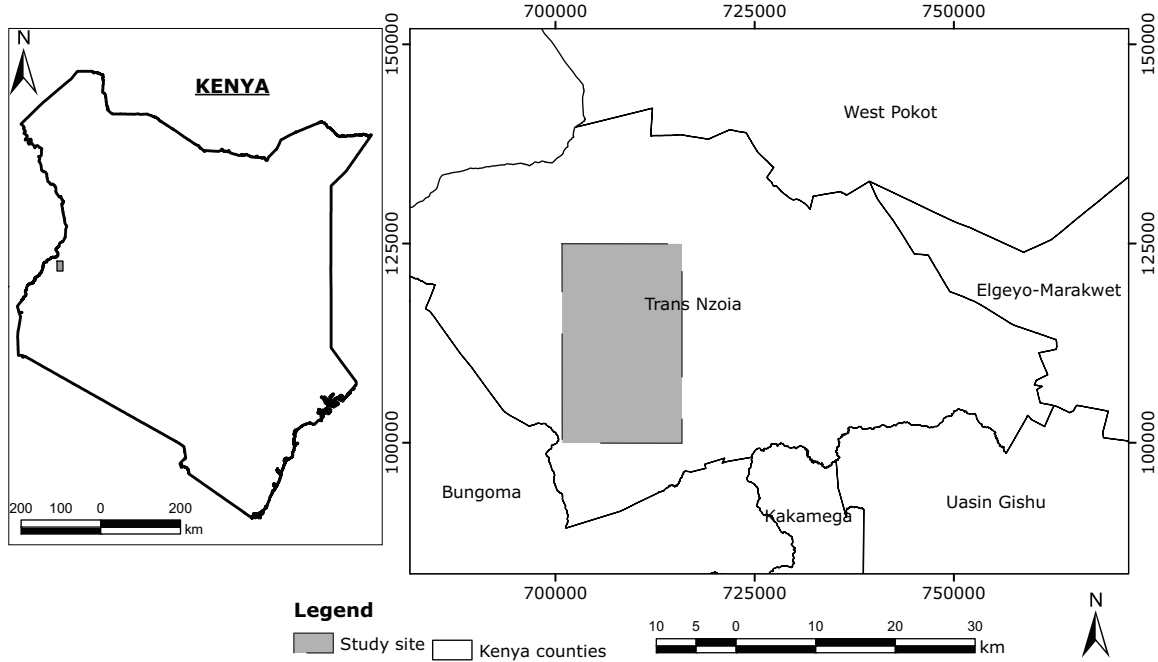 N
KENYA
200 100 0 200
km
700000 725000 750000
150000
125000
100000
150000
125000
100000
West Pokot
Elgeyo-Marakwet
Trans Nzoia
Bungoma
Kakamega
Uasin Gishu
700000 725000 750000
Legend
Study site
Kenya counties
10 5 0 10 20 30
km
N